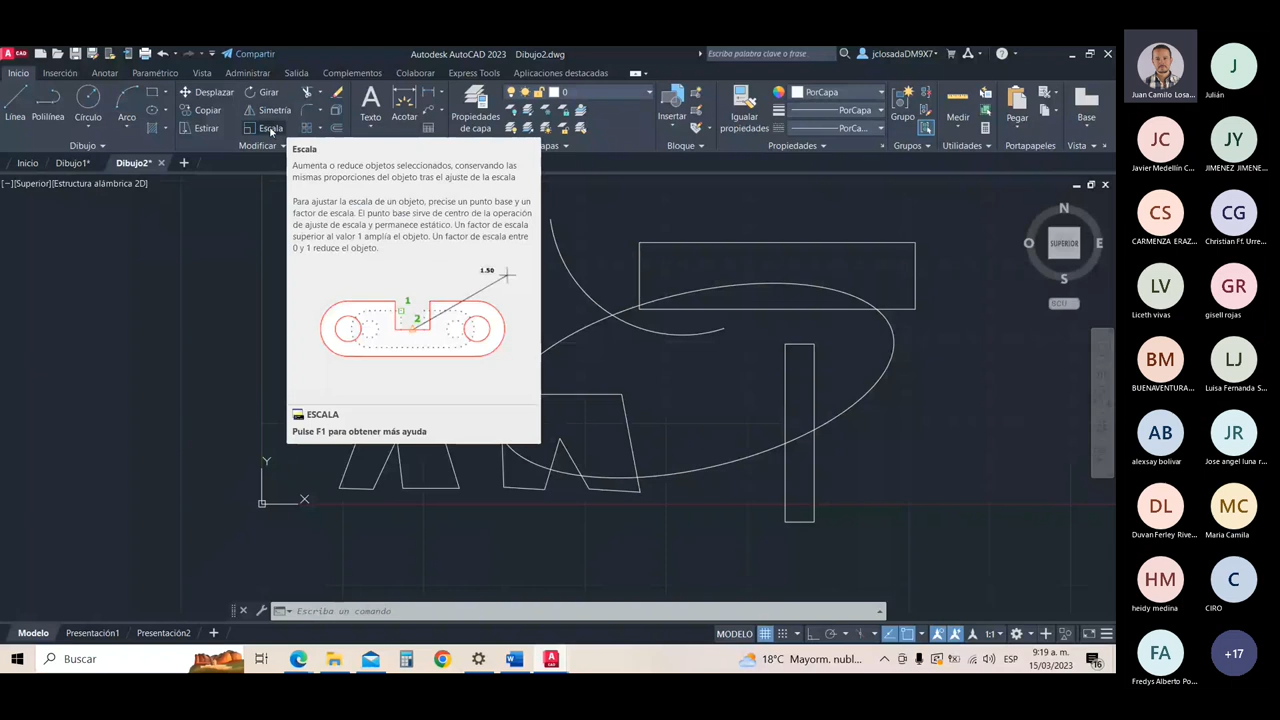 A CAD
Compartir
Autodesk AutoCAD 2023 Dibujo2.dwg
Escriba palabra clave o frase
jclosadaDM9X7
Inicio Inserción Anotar Paramétrico Vista Administrar Salida Complementos Colaborar Express Tools Aplicaciones destacadas
Línea Polilínea Círculo Arco
Desplazar Girar
Copiar Simetría
Estirar Escala
Texto Acotar
Propiedades de capa
0
Insertar
Igualar propiedades
PorCapa
PorCapa
PorCa...
Grupo Medir Pegar Base
Dibujo Modificar Capas Bloque Propiedades Grupos Utilidades Portapapeles Vista
Inicio Dibujo1* Dibujo2*
[−][Superior][Estructura alámbrica 2D]
Escala
Aumenta o reduce objetos seleccionados, conservando las
mismas proporciones del objeto tras el ajuste de la escala
Para ajustar la escala de un objeto, precise un punto base y un
factor de escala. El punto base sirve de centro de la operación
de ajuste de escala y permanece estático. Un factor de escala
superior al valor 1 amplía el objeto. Un factor de escala entre
0 y 1 reduce el objeto.
1.50
1
2
ESCALA
Pulse F1 para obtener más ayuda
N
O SUPERIOR E
S
SCU
Y
X
Escriba un comando
Modelo Presentación1 Presentación2
MODELO
1:1
Buscar
18°C Mayorm. nubl...
ESP
9:19 a. m.
15/03/2023
16
Juan Camilo Losa...
J
Julián
JC
Javier Medellín C...
JY
JIMENEZ JIMENE...
CS
CARMENZA ERAZ...
CG
Christian Ff. Urre...
LV
Liceth vivas
GR
gisell rojas
BM
BUENAVENTURA...
LJ
Luisa Fernanda S...
AB
alexsay bolivar
JR
Jose angel luna r...
DL
Duvan Ferley Rive...
MC
Maria Camila
HM
heidy medina
C
CIRO
FA
Fredys Alberto Po...
+17